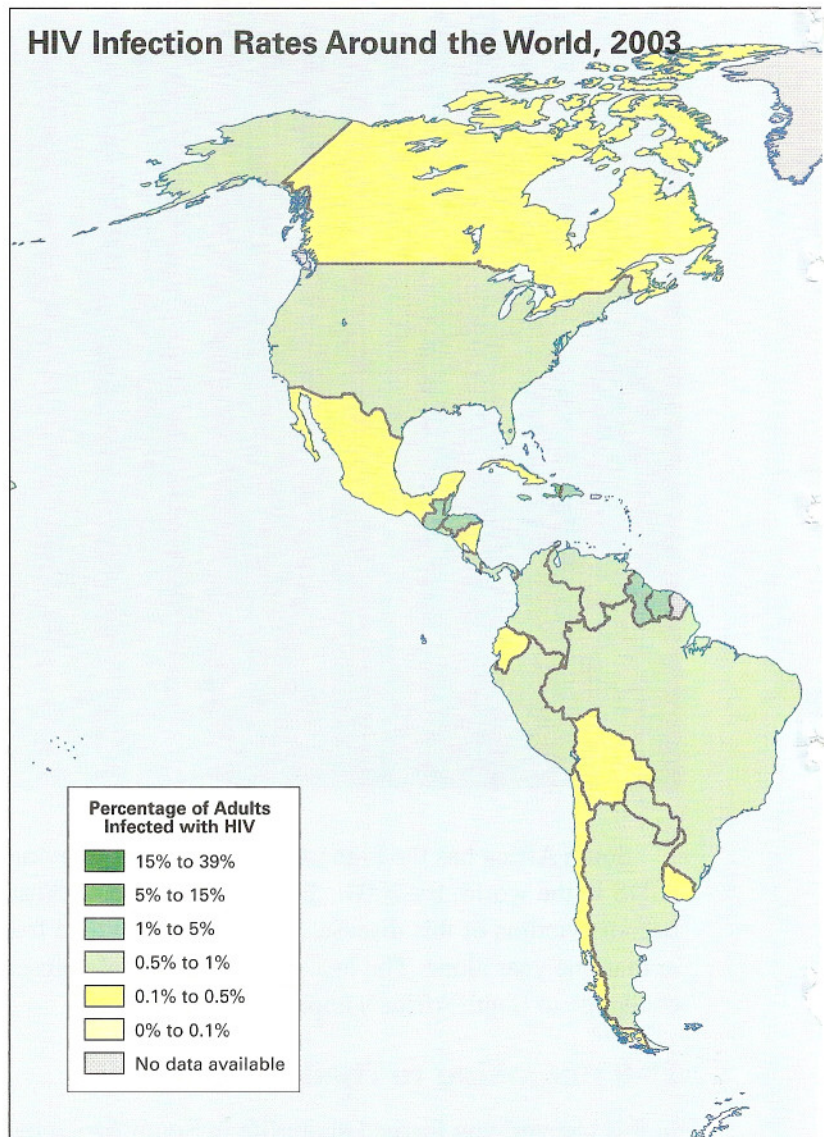 HIV Infection Rates Around the World, 2003
Percentage of Adults
Infected with HIV
15% to 39%
5% to 15%
1% to 5%
0.5% to 1%
0.1% to 0.5%
0% to 0.1%
No data available